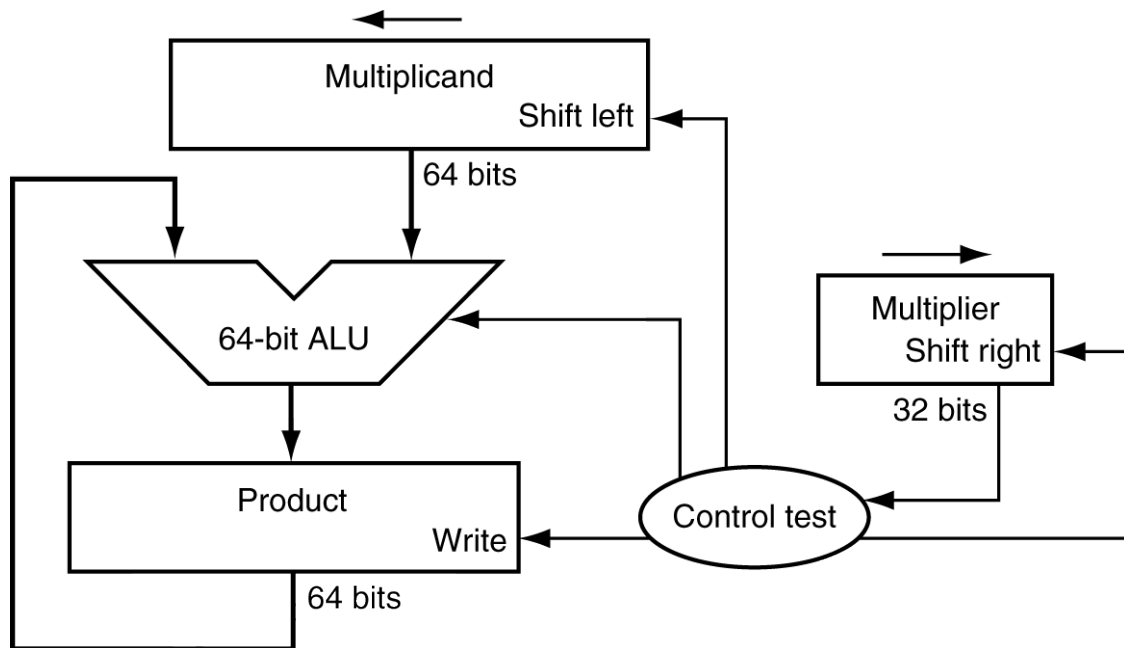 Multiplicand
Shift left
64 bits
64-bit ALU
Multiplier
Shift right
32 bits
Product
Write
Control test
64 bits